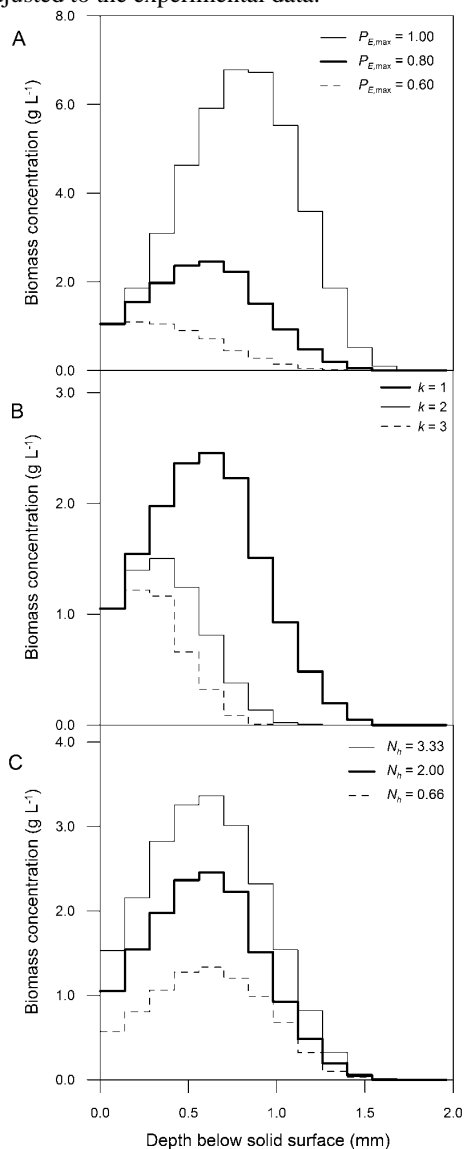 djusted to the experimental data.
A
8.0
P_E,max = 1.00
P_E,max = 0.80
P_E,max = 0.60
6.0
4.0
2.0
0.0
Biomass concentration (g L⁻¹)
B
3.0
k = 1
k = 2
k = 3
2.0
1.0
0.0
Biomass concentration (g L⁻¹)
C
4.0
N_h = 3.33
N_h = 2.00
N_h = 0.66
3.0
2.0
1.0
0.0
Biomass concentration (g L⁻¹)
0.0 0.5 1.0 1.5 2.0
Depth below solid surface (mm)